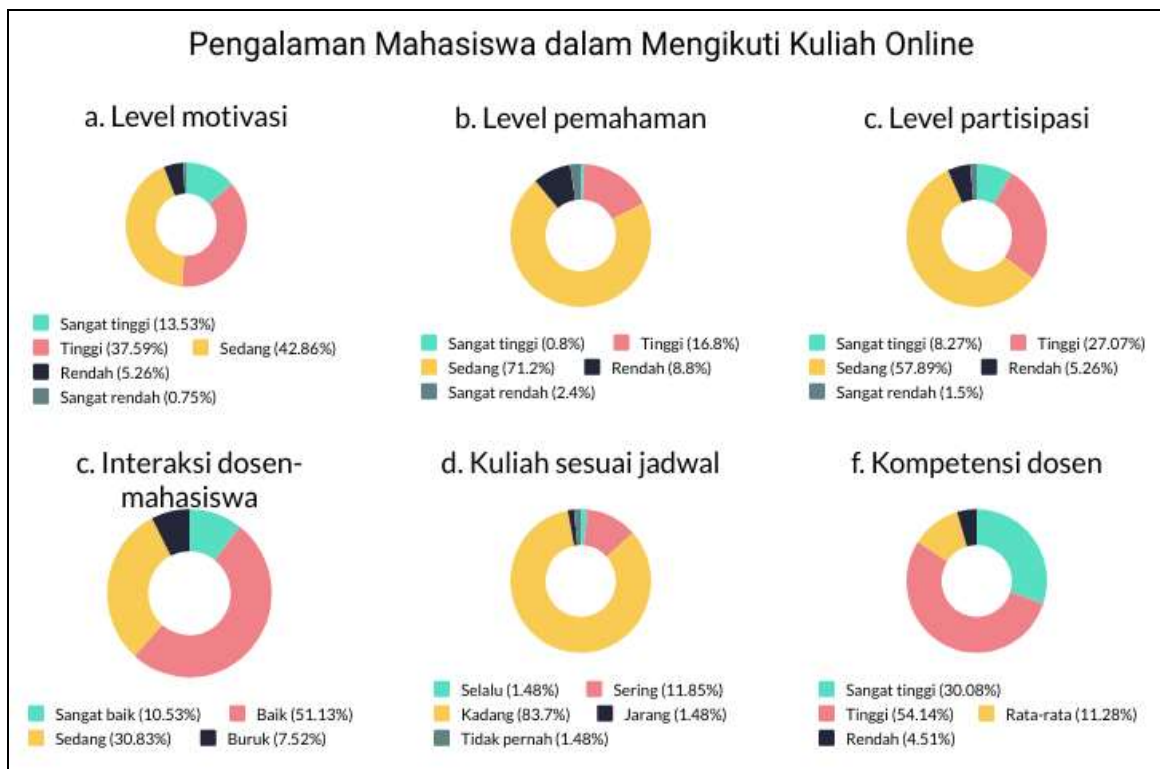 Pengalaman Mahasiswa dalam Mengikuti Kuliah Online
a. Level motivasi
Sangat tinggi (13.53%)
Tinggi (37.59%) Sedang (42.86%)
Rendah (5.26%)
Sangat rendah (0.75%)
b. Level pemahaman
Sangat tinggi (0.8%) Tinggi (16.8%)
Sedang (71.2%) Rendah (8.8%)
Sangat rendah (2.4%)
c. Level partisipasi
Sangat tinggi (8.27%) Tinggi (27.07%)
Sedang (57.89%) Rendah (5.26%)
Sangat rendah (1.5%)
c. Interaksi dosen-
mahasiswa
Sangat baik (10.53%) Baik (51.13%)
Sedang (30.83%) Buruk (7.52%)
d. Kuliah sesuai jadwal
Selalu (1.48%) Sering (11.85%)
Kadang (83.7%) Jarang (1.48%)
Tidak pernah (1.48%)
f. Kompetensi dosen
Sangat tinggi (30.08%)
Tinggi (54.14%) Rata-rata (11.28%)
Rendah (4.51%)